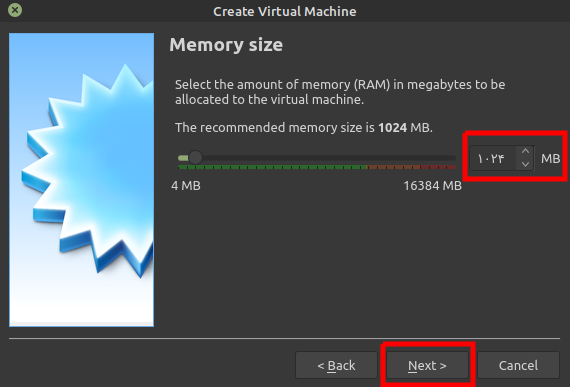 Create Virtual Machine
Memory size
Select the amount of memory (RAM) in megabytes to be
allocated to the virtual machine.
The recommended memory size is 1024 MB.
۱۰۲۴ MB
4 MB 16384 MB
< Back Next > Cancel